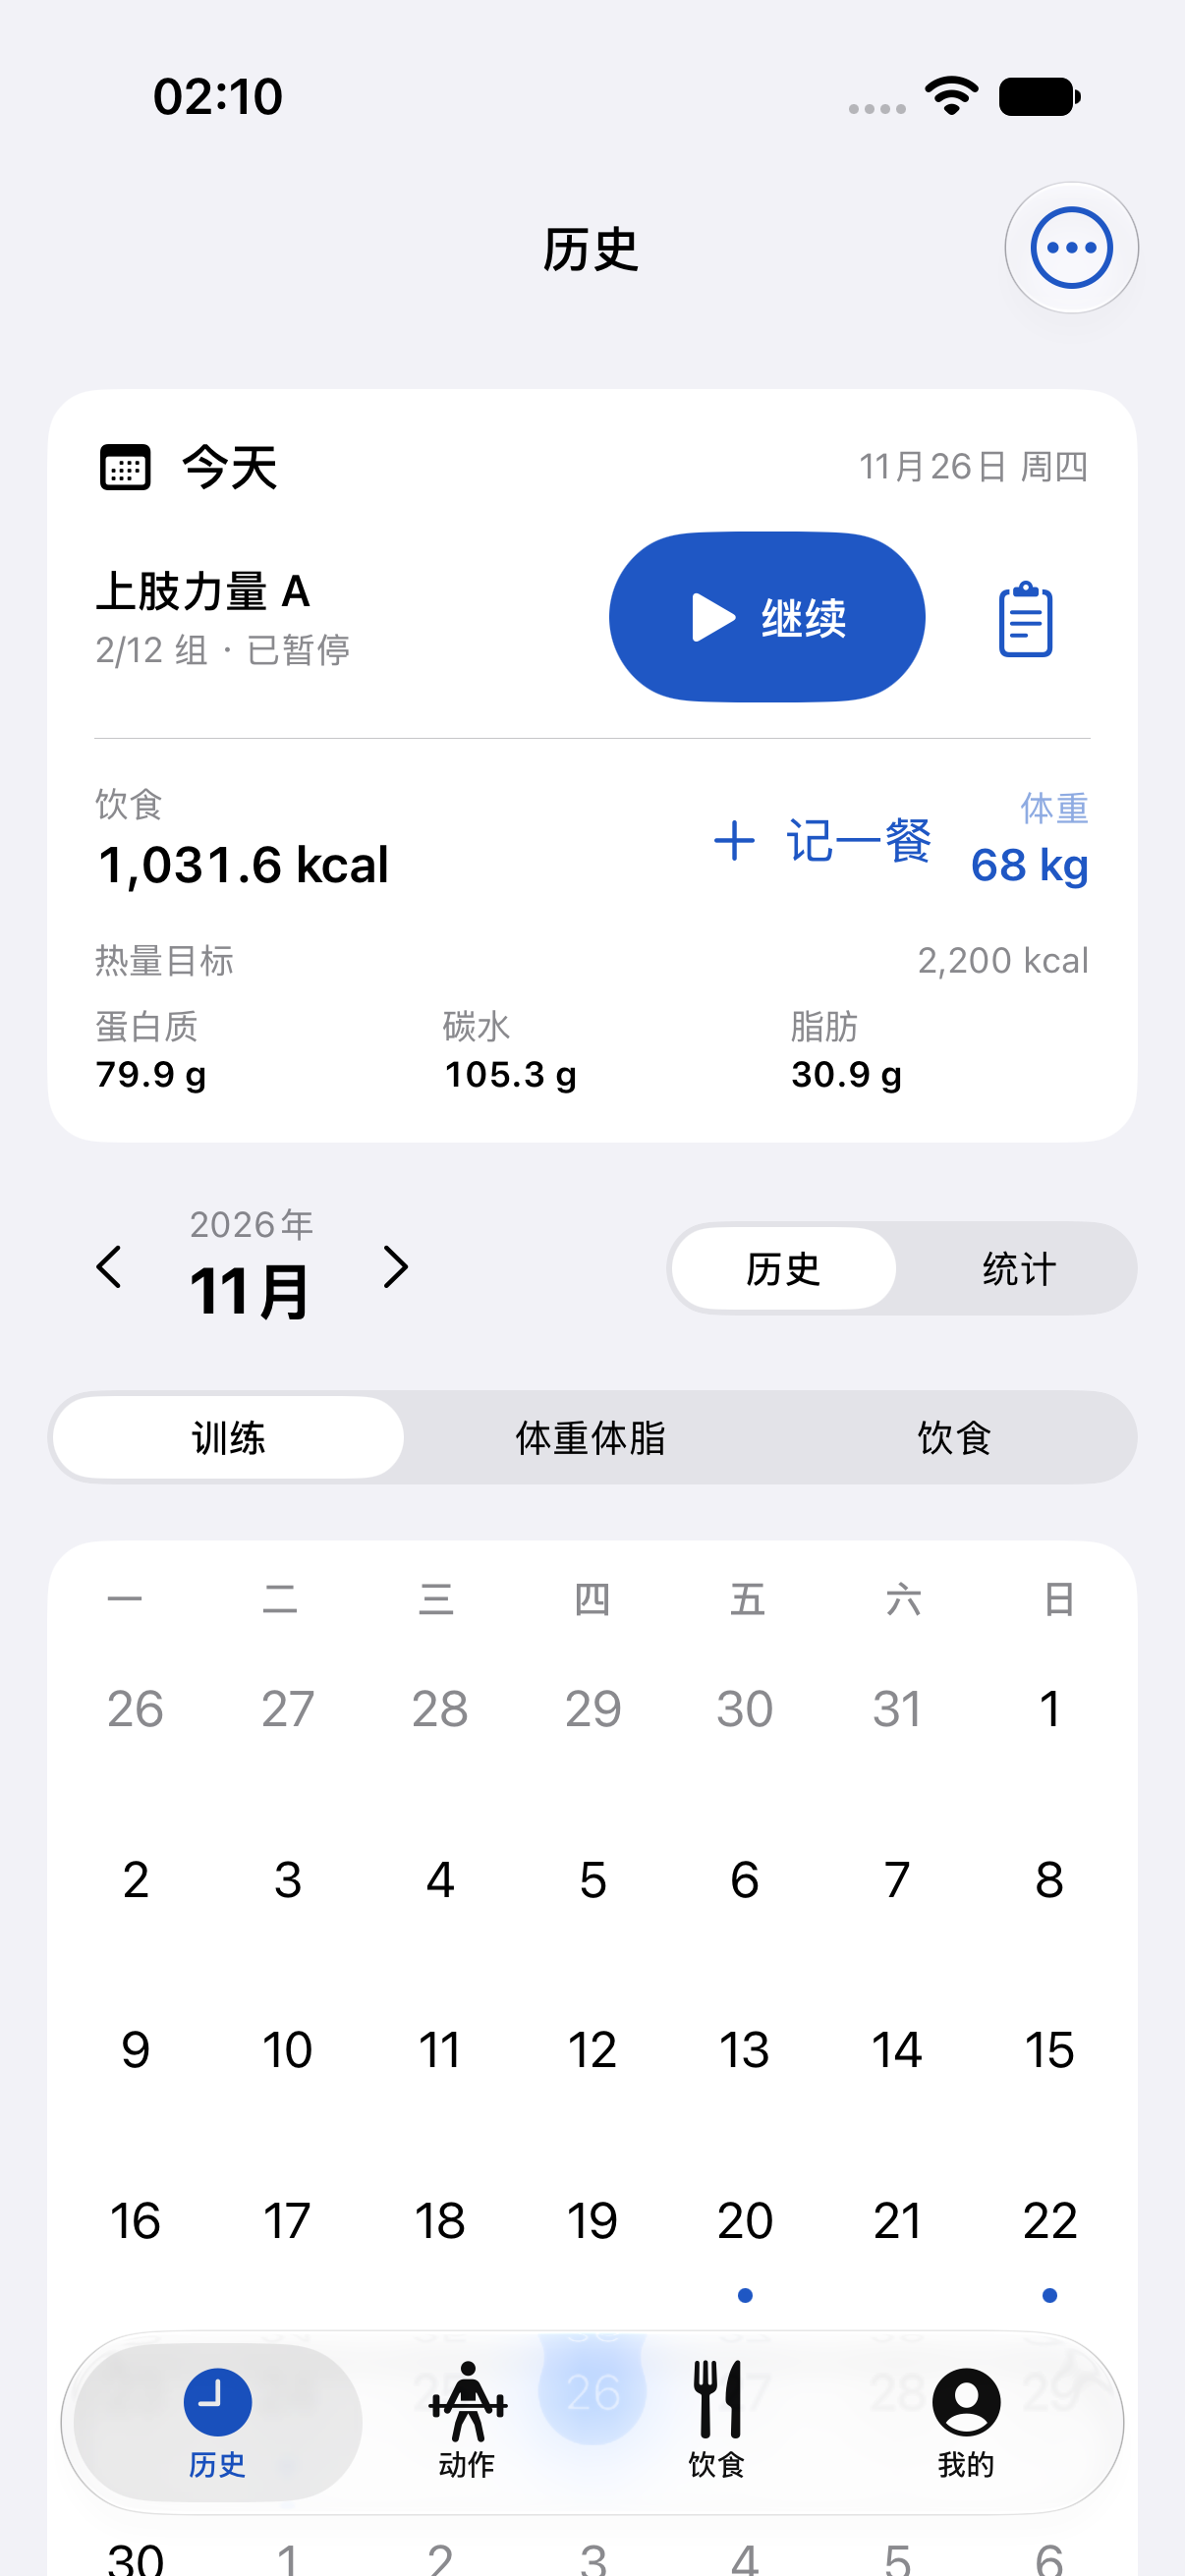 02:10
历史
今天
11月26日 周四
上肢力量 A
2/12 组 · 已暂停
继续
饮食
1,031.6 kcal
记一餐
体重
68 kg
热量目标
2,200 kcal
蛋白质 碳水 脂肪
79.9 g 105.3 g 30.9 g
2026年
11月
历史 统计
训练 体重体脂 饮食
一 二 三 四 五 六 日
26 27 28 29 30 31 1
2 3 4 5 6 7 8
9 10 11 12 13 14 15
16 17 18 19 20 21 22
26 28 29
历史 动作 饮食 我的
30 1 2 3 4 5 6